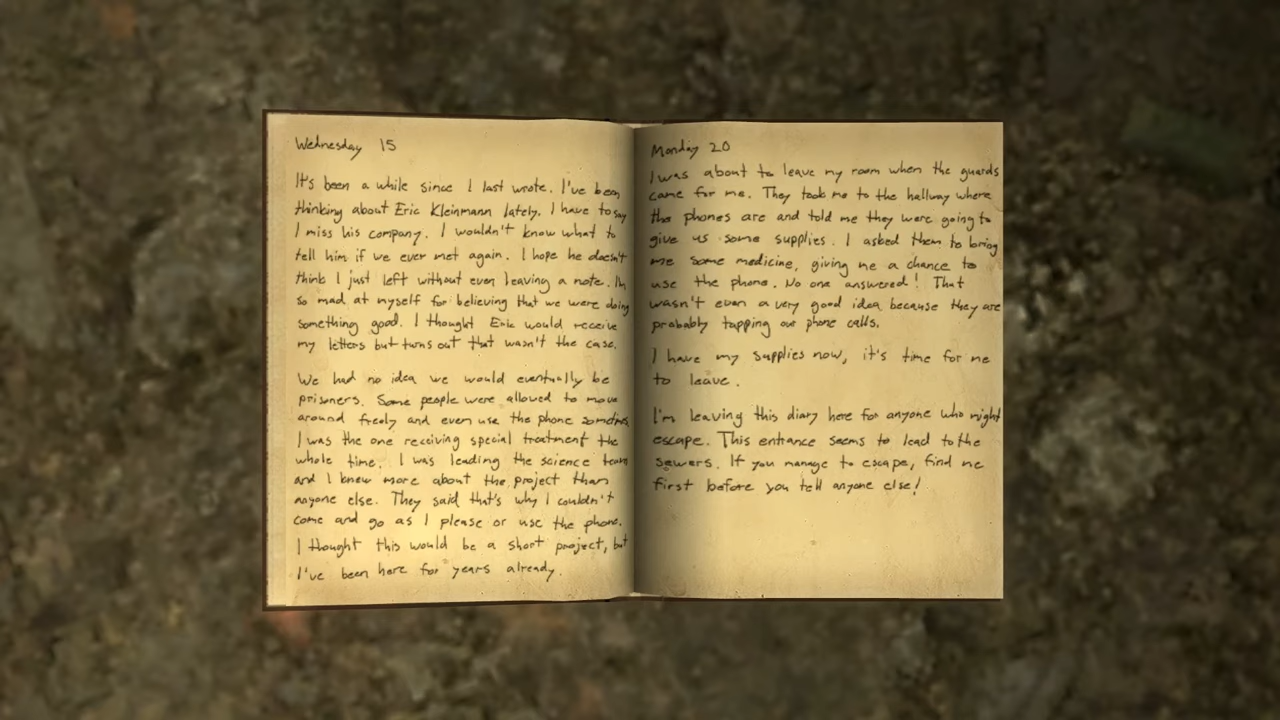 Wednesday 15
It's been a while since I last wrote. I've been
thinking about Eric Kleinmann lately. I have to say
I miss his company. I wouldn't know what to
tell him if we ever met again. I hope he doesn't
think I just left without even leaving a note. I'm
so mad at myself for believing that we were doing
something good. I thought Eric would receive
my letters but turns out that wasn't the case.
We had no idea we would eventually be
prisoners. Some people were allowed to move
around freely and even use the phone sometimes.
I was the one receiving special treatment the
whole time. I was leading the science team
and I knew more about the project than
anyone else. They said that's why I couldn't
come and go as I please or use the phone.
I thought this would be a short project, but
I've been here for years already.
Monday 20
I was about to leave my room when the guards
came for me. They took me to the hallway where
the phones are and told me they were going to
give us some supplies. I asked them to bring
me some medicine, giving me a chance to
use the phone. No one answered! That
wasn't even a very good idea because they are
probably tapping our phone calls.
I have my supplies now, it's time for me
to leave.
I'm leaving this diary here for anyone who might
escape. This entrance seems to lead to the
sewers. If you manage to escape, find me
first before you tell anyone else!